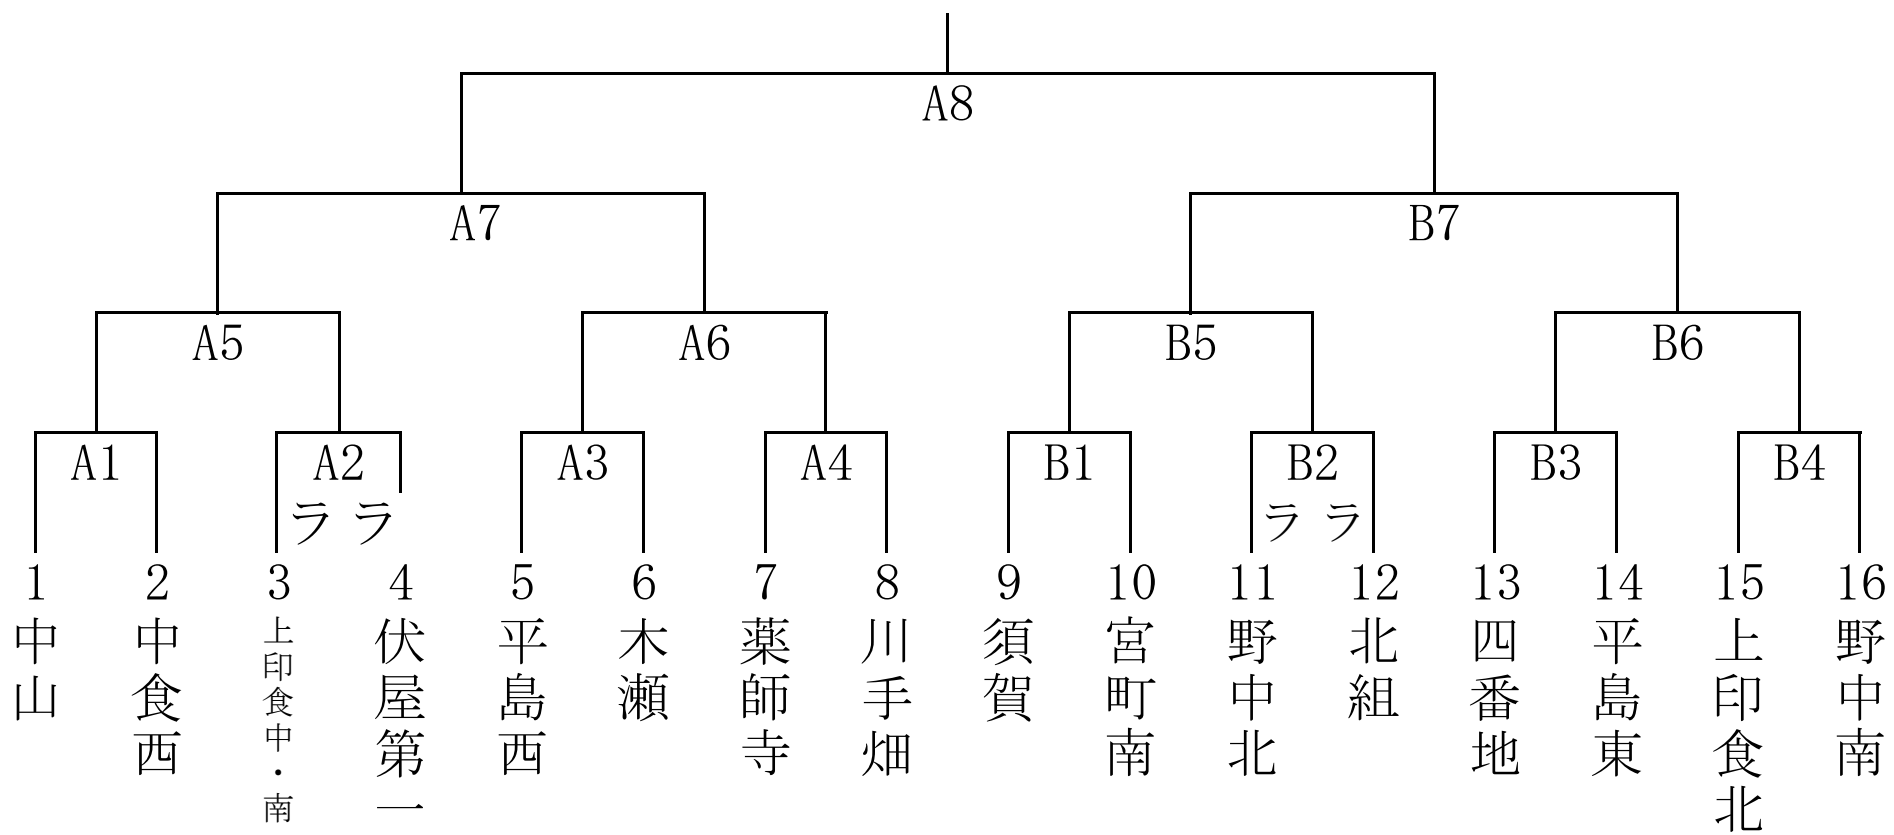 A8
A7
B7
A5
A6
B5
B6
A1
A2
A3
A4
B1
B2
B3
B4
ララ
ララ
1
2
3
4
5
6
7
8
9
10
11
12
13
14
15
16
中山
中食西
上印食中・南
伏屋第一
平島西
木瀬
薬師寺
川手畑
須賀
宮町南
野中北
北組
四番地
平島東
上印食北
野中南